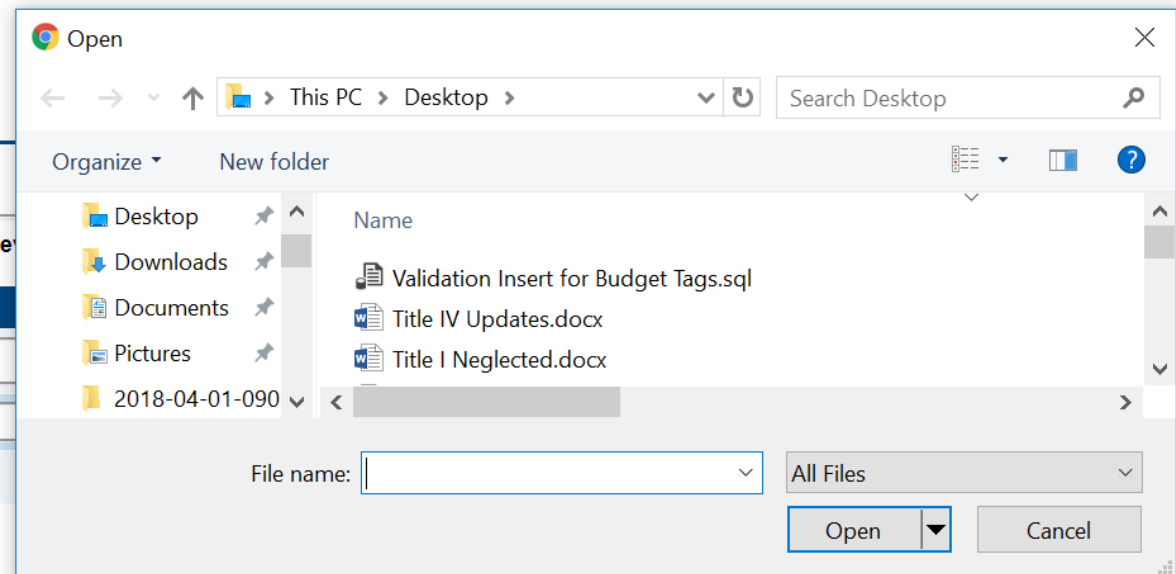 Open
This PC > Desktop >
Search Desktop
Organize
New folder
Desktop
Downloads
Documents
Pictures
2018-04-01-090
Name
Validation Insert for Budget Tags.sql
Title IV Updates.docx
Title I Neglected.docx
File name:
All Files
Open
Cancel